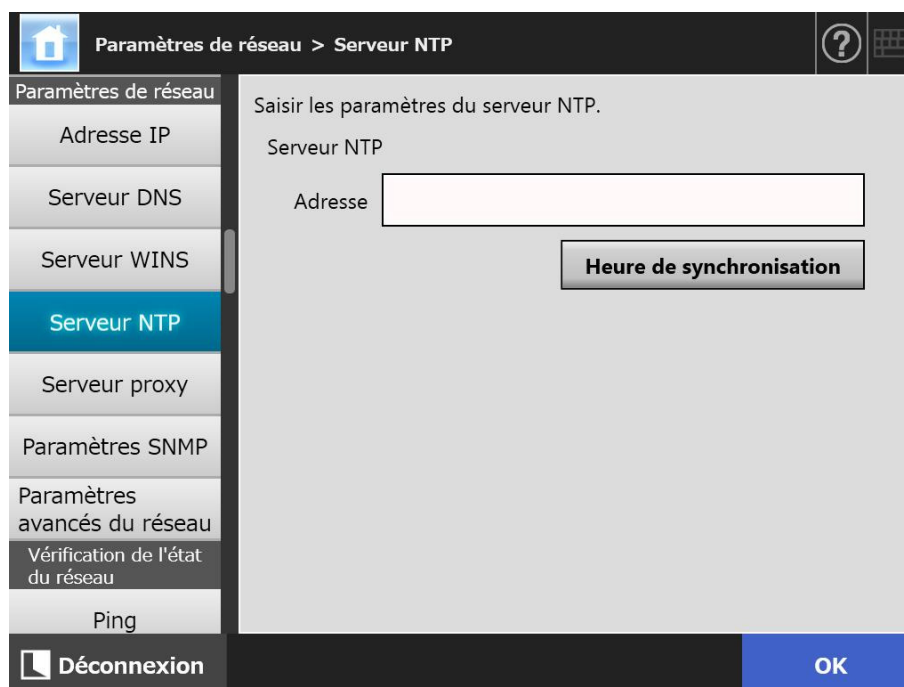 Paramètres de réseau > Serveur NTP
?
Paramètres de réseau
Adresse IP
Serveur DNS
Serveur WINS
Serveur NTP
Serveur proxy
Paramètres SNMP
Paramètres
avancés du réseau
Vérification de l'état
du réseau
Ping
Saisir les paramètres du serveur NTP.
Serveur NTP
Adresse
Heure de synchronisation
Déconnexion
OK